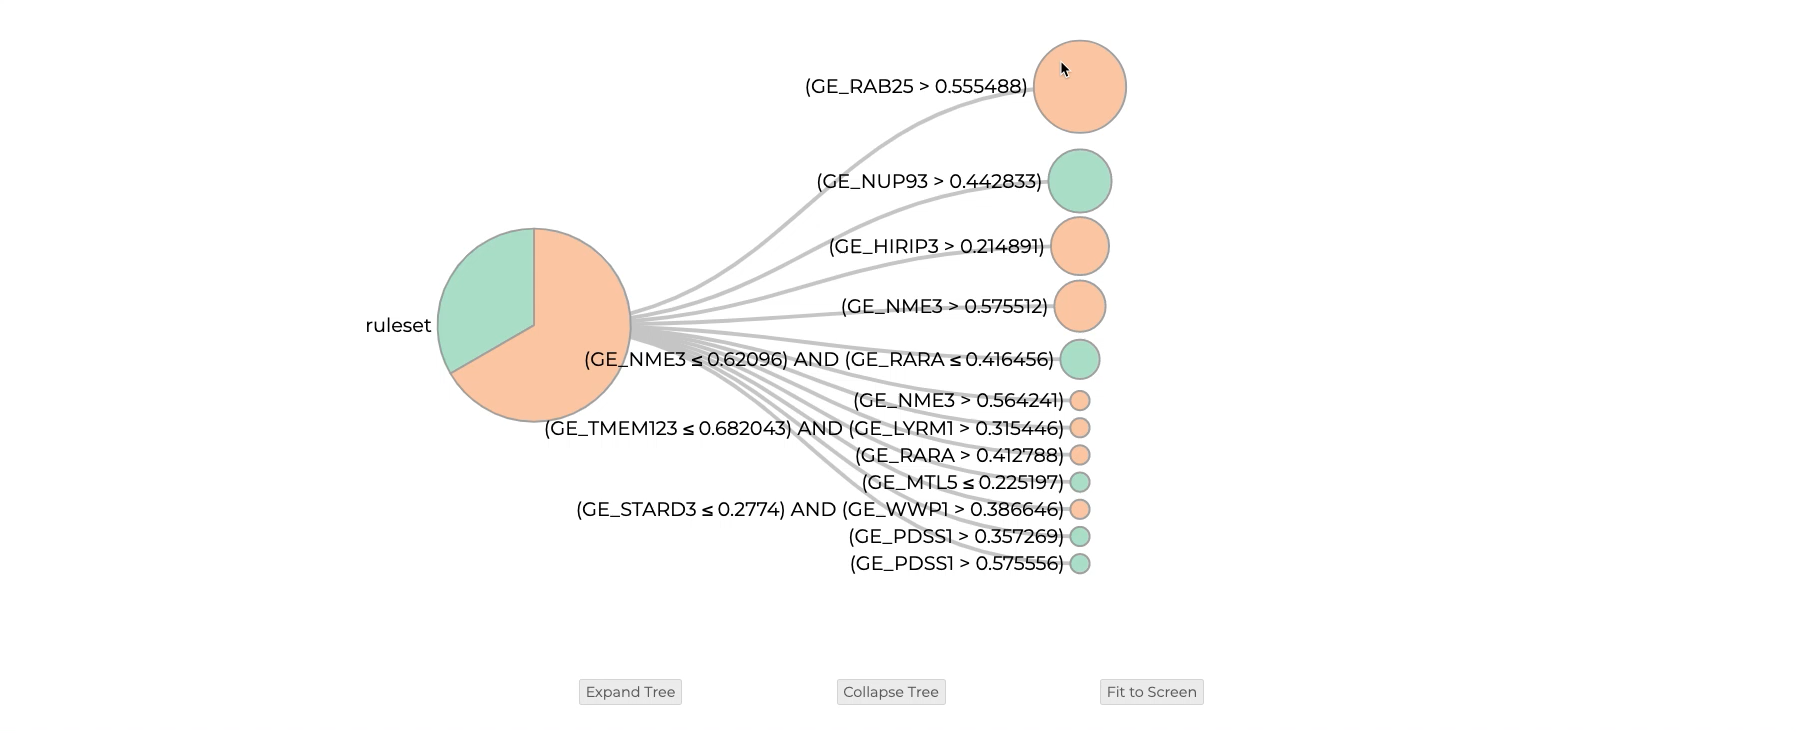 (GE_RAB25 > 0.555488)
(GE_NUP93 > 0.442833)
(GE_HIRIP3 > 0.214891)
(GE_NME3 > 0.575512)
ruleset
(GE_NME3 ≤ 0.62096) AND (GE_RARA ≤ 0.416456)
(GE_NME3 > 0.564241)
(GE_TMEM123 ≤ 0.682043) AND (GE_LYRM1 > 0.315446)
(GE_RARA > 0.412788)
(GE_MTL5 ≤ 0.225197)
(GE_STARD3 ≤ 0.2774) AND (GE_WWP1 > 0.386646)
(GE_PDSS1 > 0.357269)
(GE_PDSS1 > 0.575556)
Expand Tree
Collapse Tree
Fit to Screen